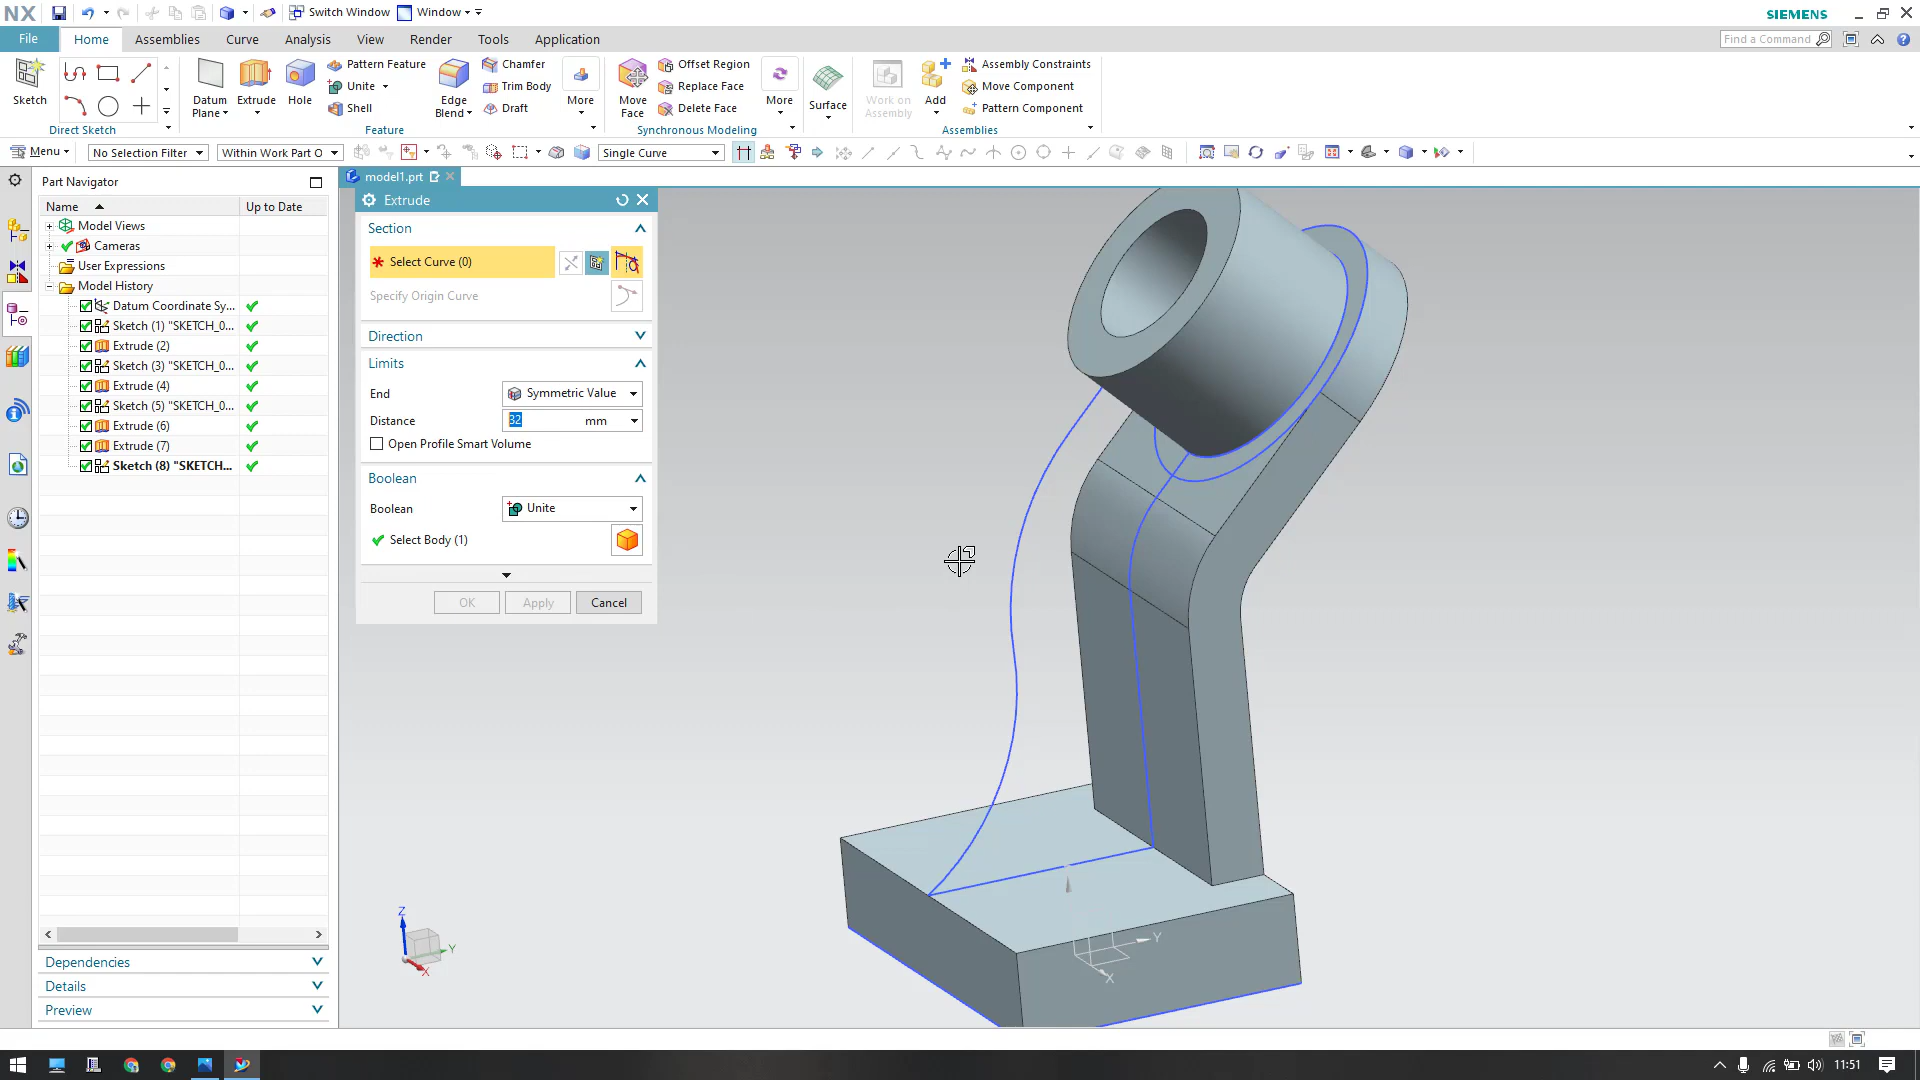 NX
Switch Window
Window
SIEMENS
File
Home
Assemblies
Curve
Analysis
View
Render
Tools
Application
Find a Command
Sketch
Direct Sketch
Datum
Plane
Extrude
Hole
Pattern Feature
Unite
Shell
Edge
Blend
Chamfer
Trim Body
Draft
More
Feature
Move
Face
Offset Region
Replace Face
Delete Face
More
Synchronous Modeling
Surface
Work on
Assembly
Add
Assembly Constraints
Move Component
Pattern Component
Assemblies
Menu
No Selection Filter
Within Work Part O
Single Curve
Part Navigator
model1.prt
Name
Up to Date
Model Views
Cameras
User Expressions
Model History
Datum Coordinate Sy...
Sketch (1) "SKETCH_0...
Extrude (2)
Sketch (3) "SKETCH_0...
Extrude (4)
Sketch (5) "SKETCH_0...
Extrude (6)
Extrude (7)
Sketch (8) "SKETCH...
Dependencies
Details
Preview
Extrude
Section
Select Curve (0)
Specify Origin Curve
Direction
Limits
End
Symmetric Value
Distance
32
mm
Open Profile Smart Volume
Boolean
Boolean
Unite
Select Body (1)
OK
Apply
Cancel
Z
Y
X
Y
X
11:51